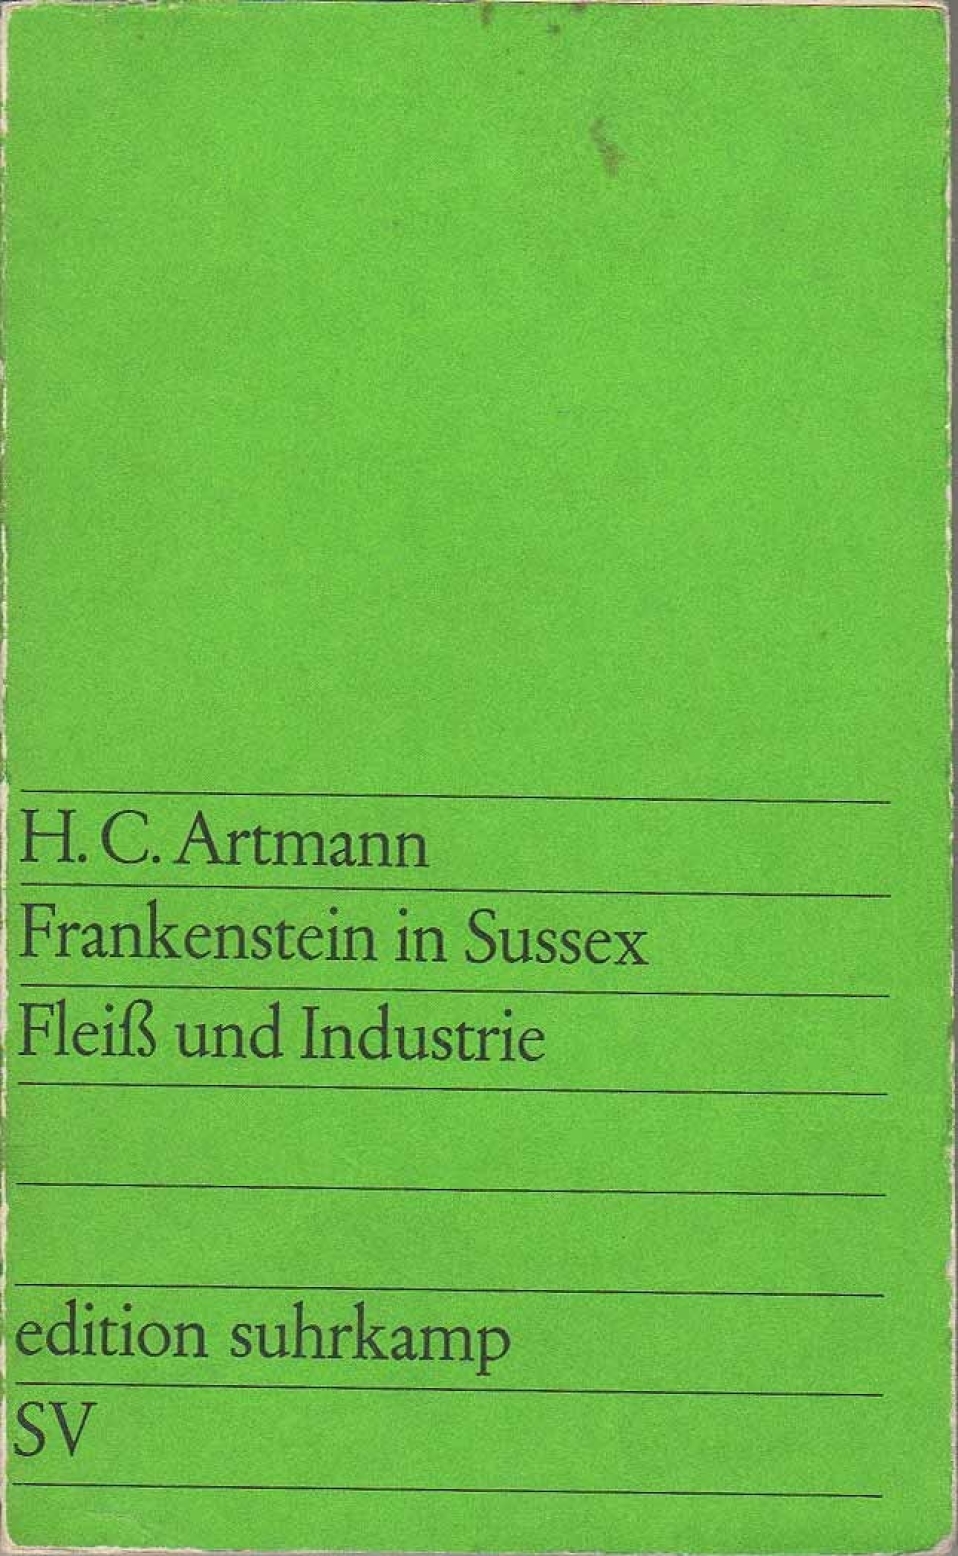 H. C. Artmann
Frankenstein in Sussex
Fleiß und Industrie
edition suhrkamp
SV